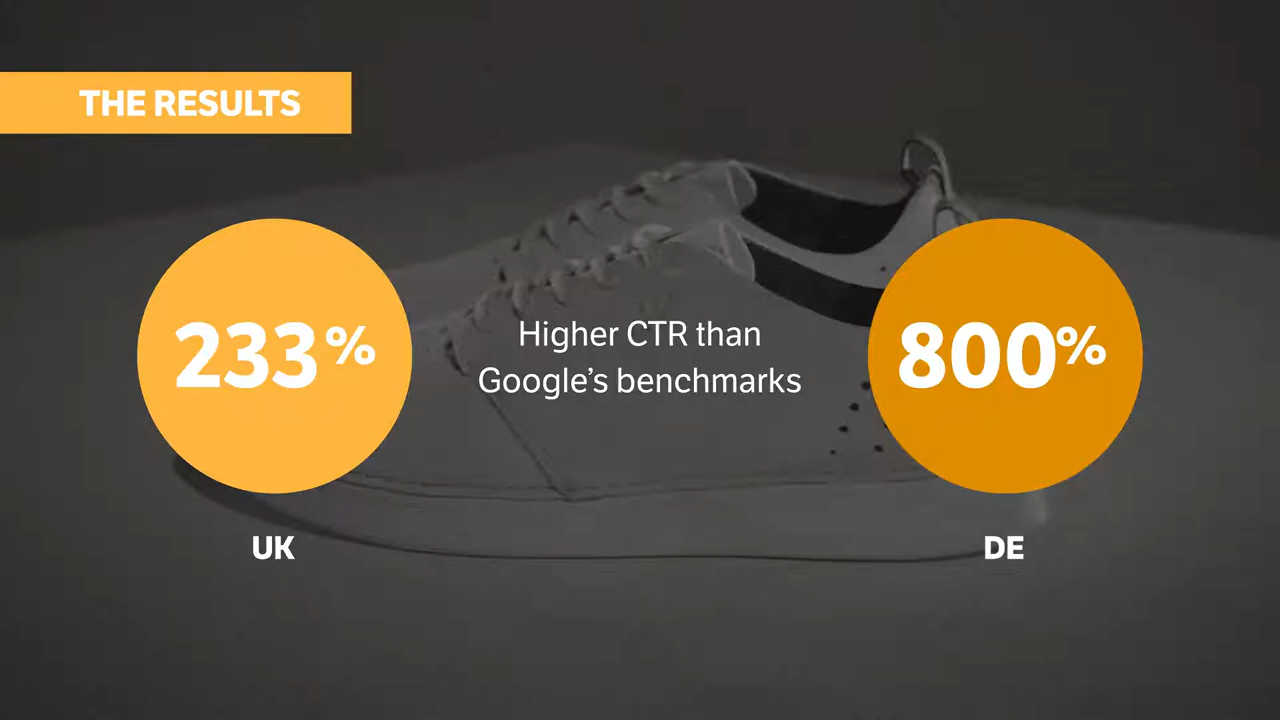 THE RESULTS
233%
Higher CTR than
Google’s benchmarks
800%
UK
DE